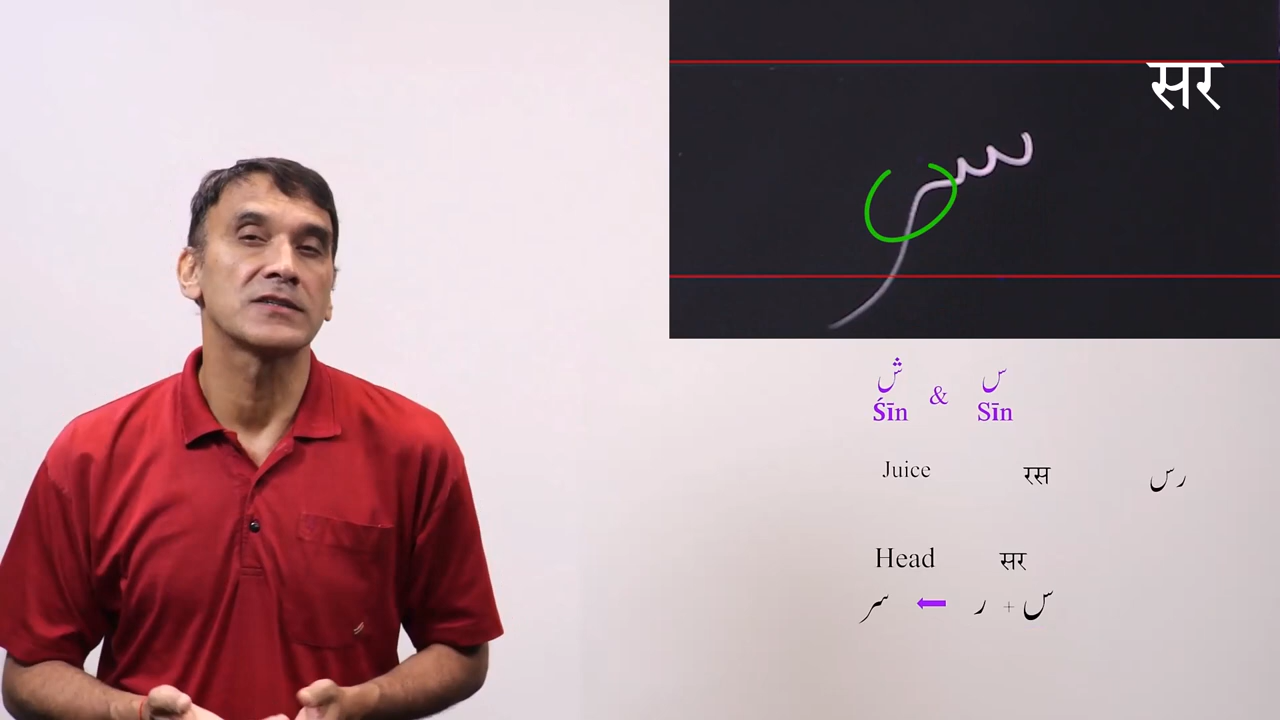 सर
سر
ش & س
Śīn Sīn
Juice रस رس
Head सर
سر ← ر + س